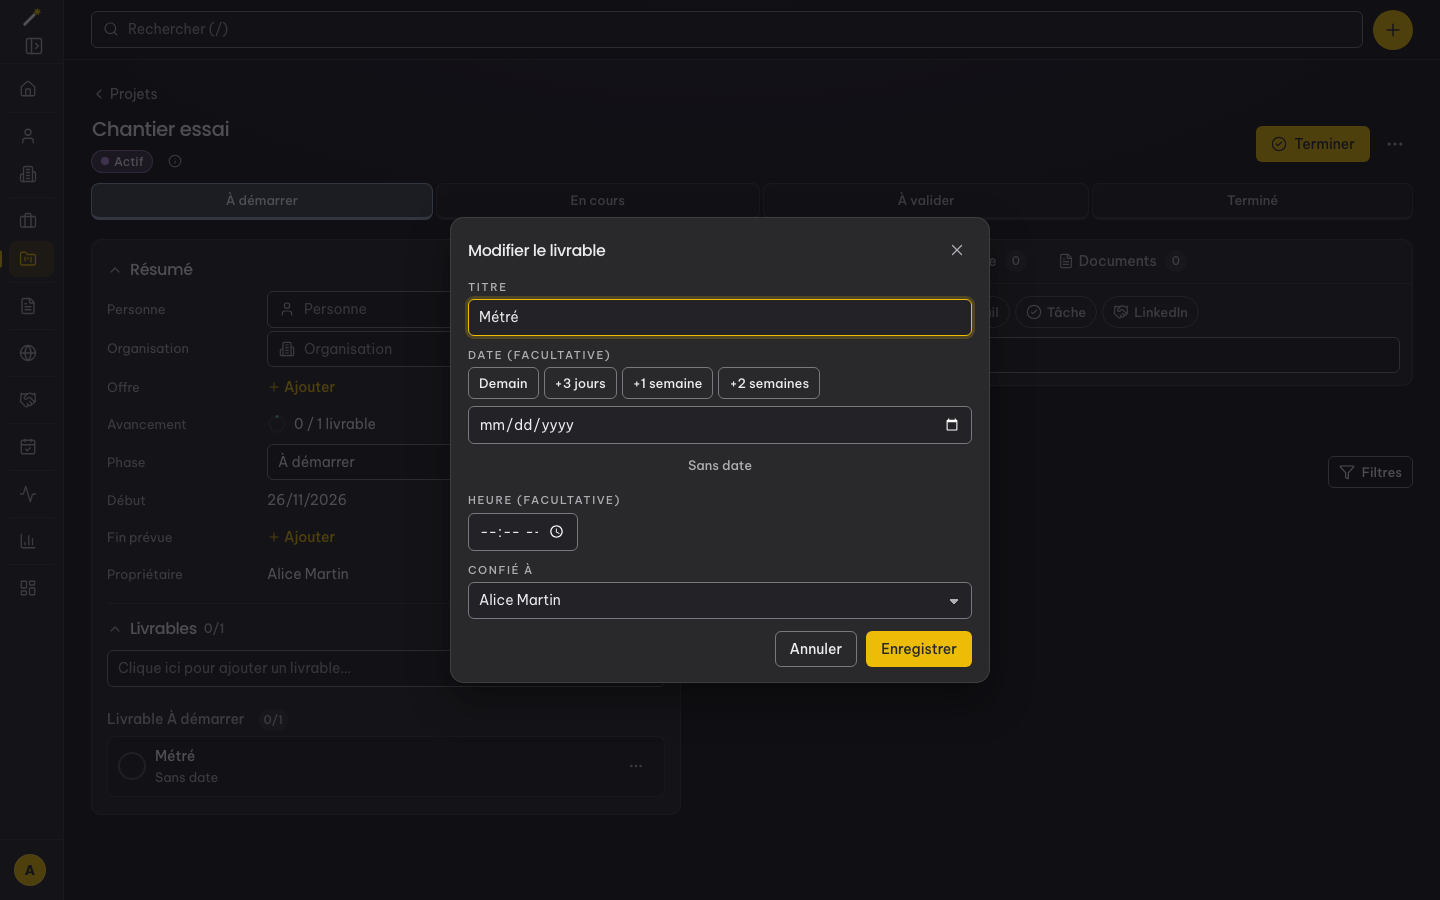 Rechercher (/)
Projets
Chantier essai
Actif
Terminer
À démarrer
En cours
À valider
Terminé
Résumé
Personne
Personne
Organisation
Organisation
Offre
+ Ajouter
Avancement
0 / 1 livrable
Phase
À démarrer
Début
26/11/2026
Fin prévue
+ Ajouter
Propriétaire
Alice Martin
Livrables 0/1
Clique ici pour ajouter un livrable...
Livrable À démarrer 0/1
Métré
Sans date
A
Modifier le livrable
TITRE
Métré
DATE (FACULTATIVE)
Demain
+3 jours
+1 semaine
+2 semaines
mm/dd/yyyy
Sans date
HEURE (FACULTATIVE)
--:-- --
CONFIÉ À
Alice Martin
Annuler
Enregistrer
0
Documents 0
Tâche
LinkedIn
Filtres